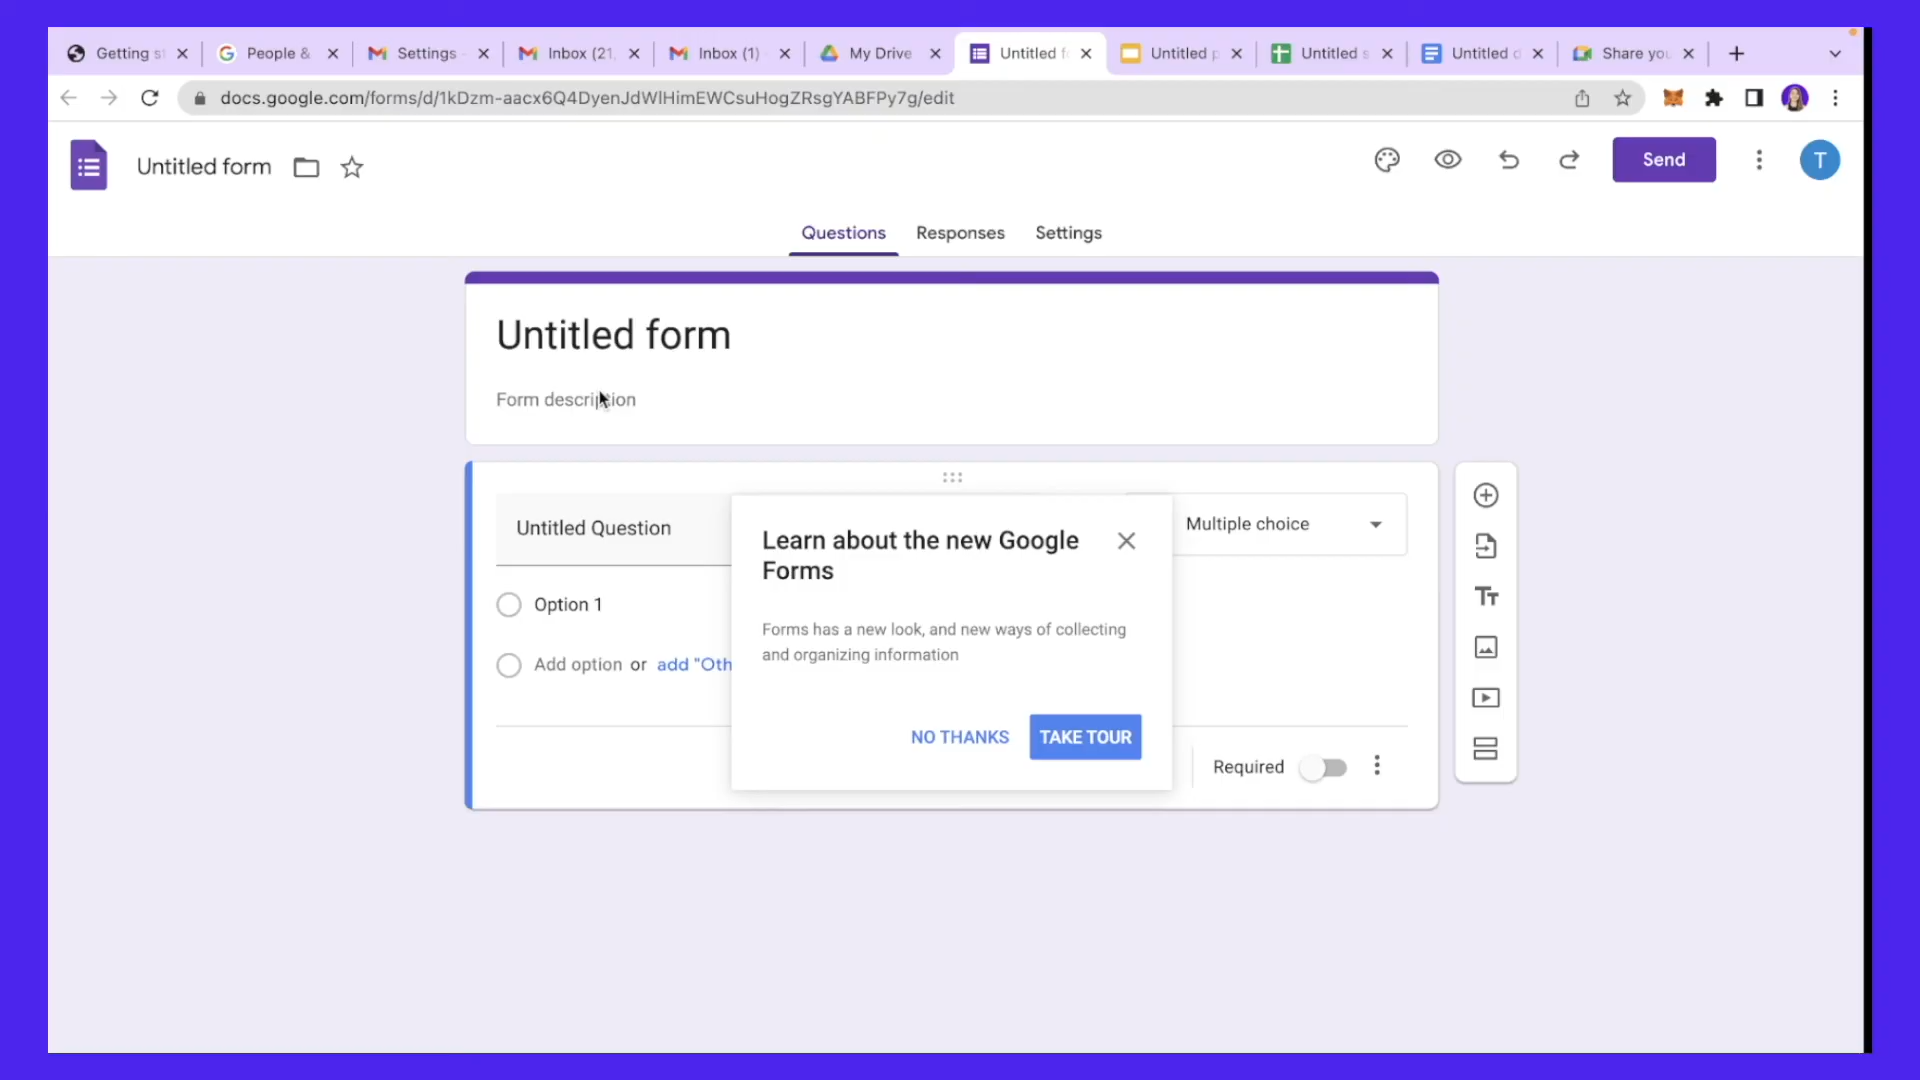 Getting s
People &
Settings -
Inbox (21,
Inbox (1)
My Drive
Untitled f
Untitled p
Untitled s
Untitled d
Share you
docs.google.com/forms/d/1kDzm-aacx6Q4DyenJdWlHimEWCsuHogZRsgYABFPy7g/edit
Untitled form
Send
T
Questions
Responses
Settings
Untitled form
Form description
Untitled Question
Multiple choice
Learn about the new Google
Forms
Option 1
Forms has a new look, and new ways of collecting
and organizing information
Add option or add "Oth
NO THANKS
TAKE TOUR
Required